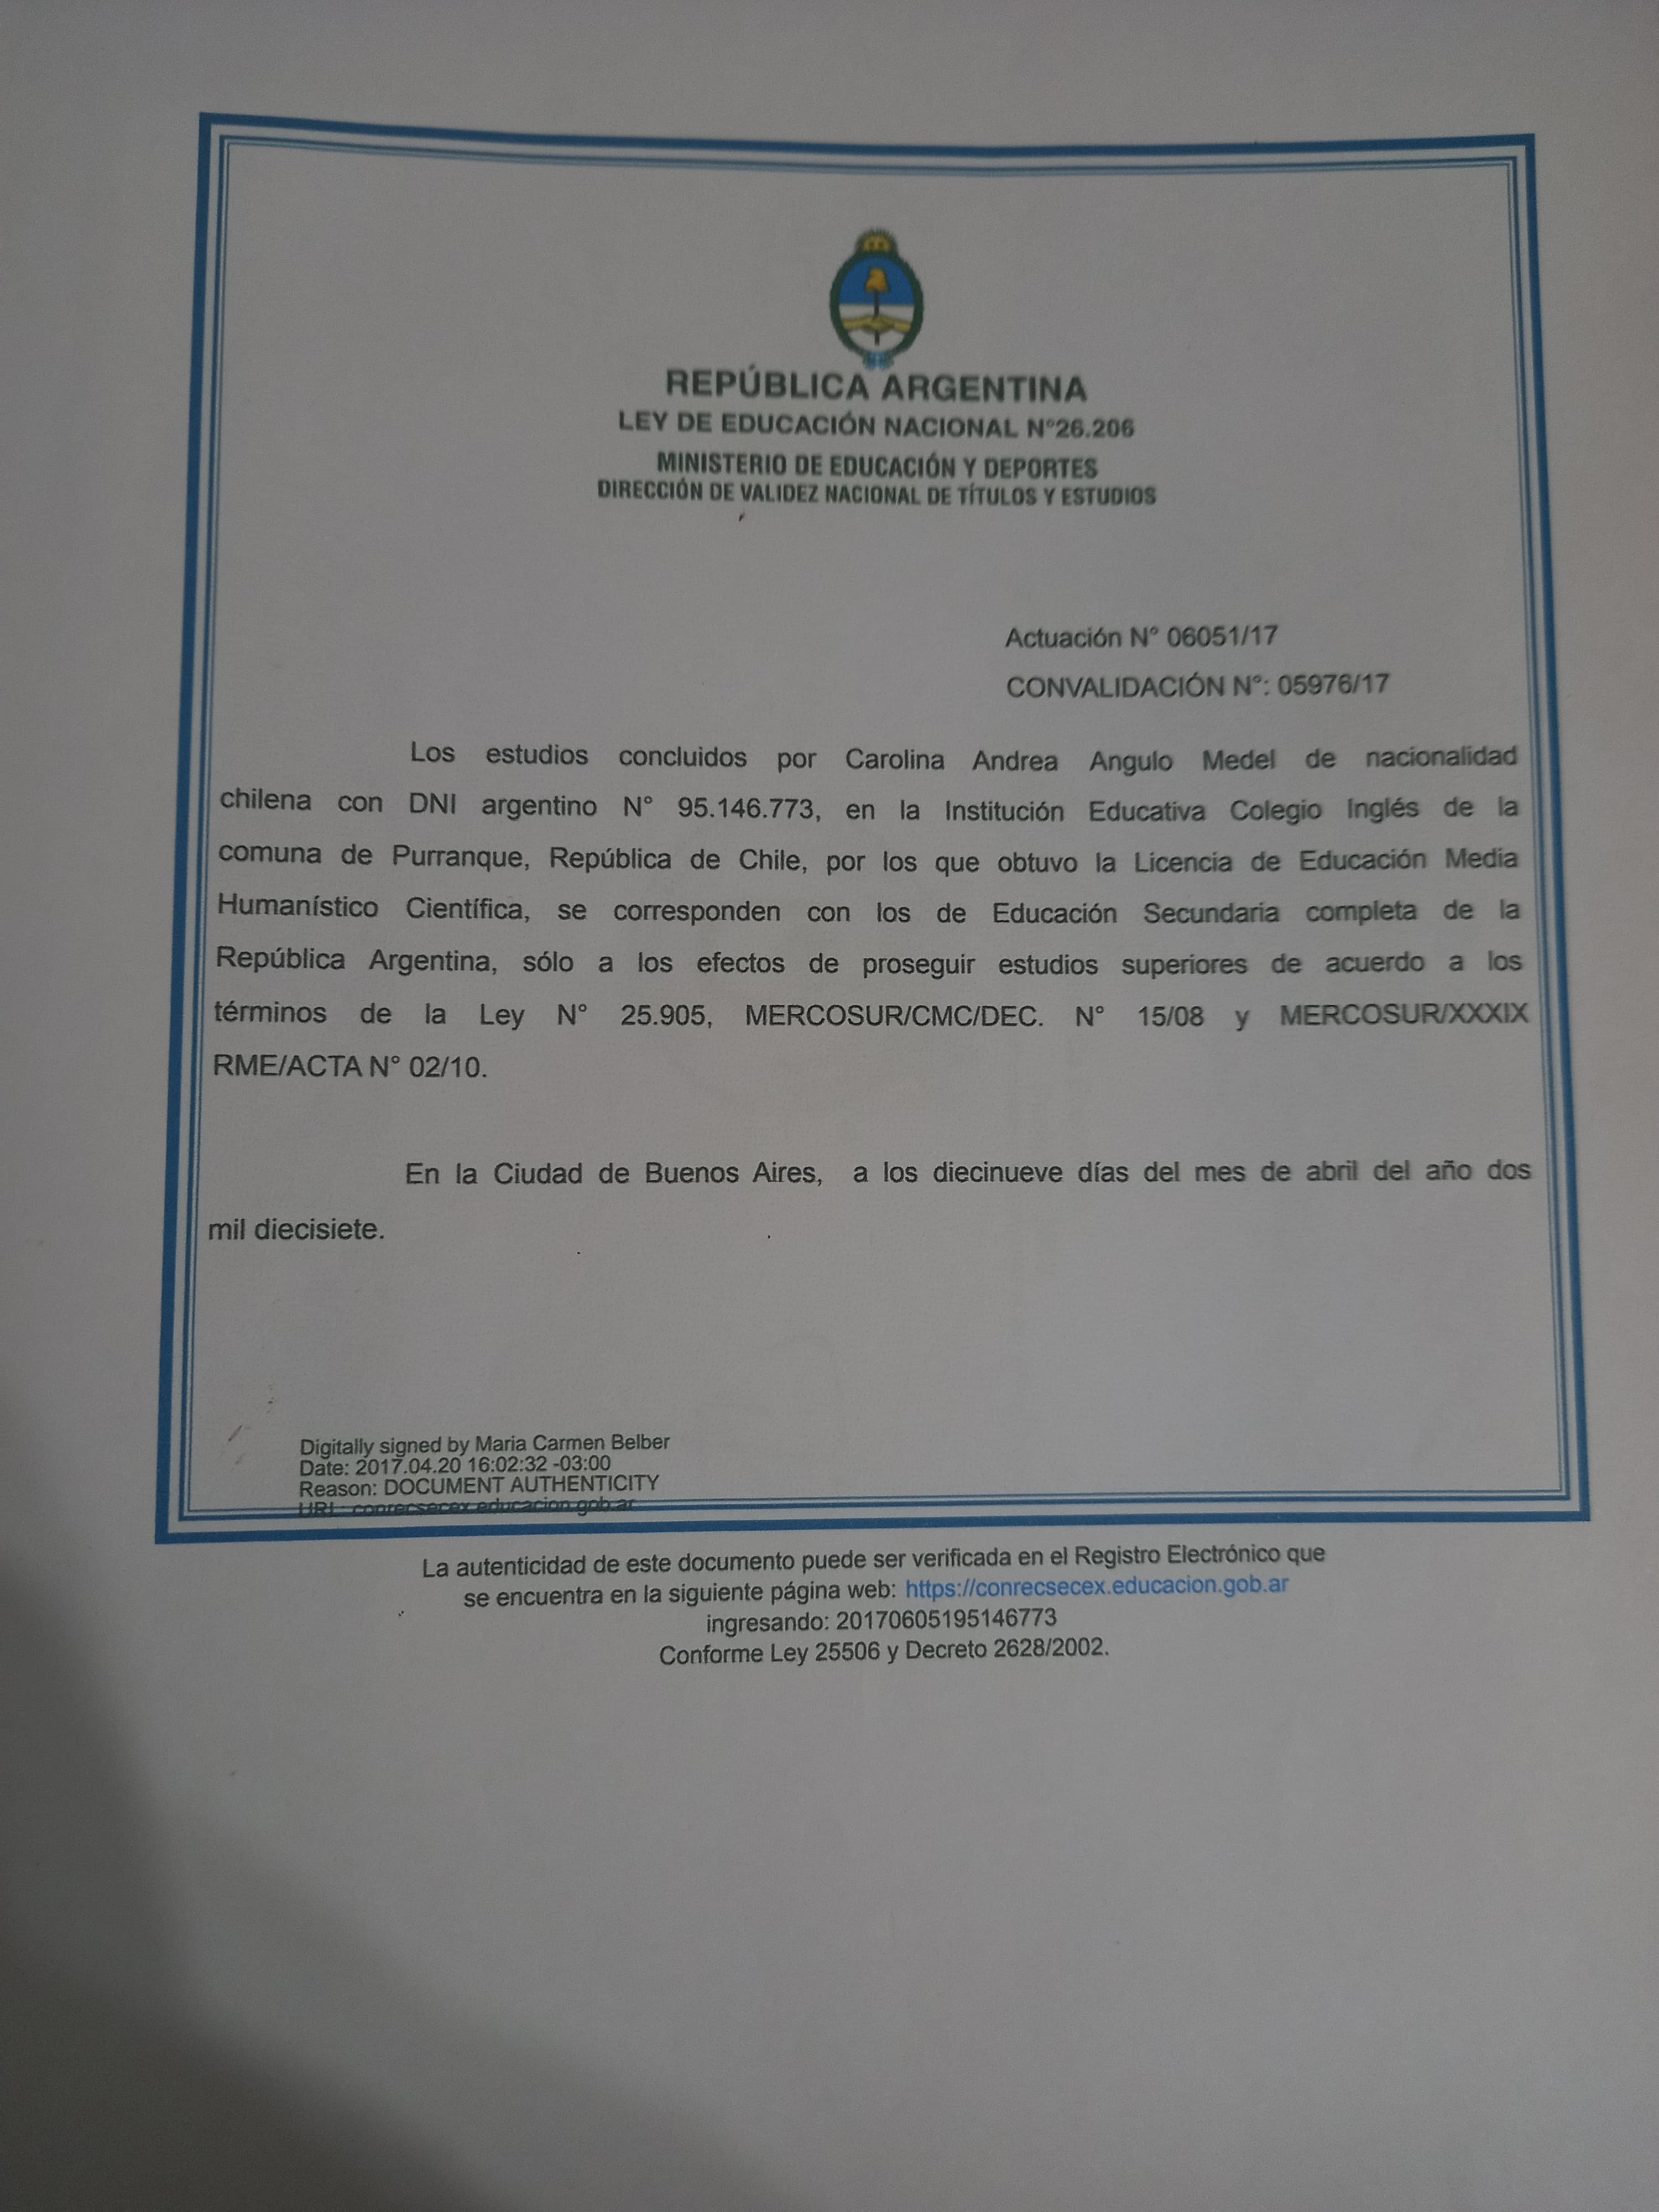 REPÚBLICA ARGENTINA
LEY DE EDUCACIÓN NACIONAL N°26.206
MINISTERIO DE EDUCACIÓN Y DEPORTES
DIRECCIÓN DE VALIDEZ NACIONAL DE TÍTULOS Y ESTUDIOS
Actuación N° 06051/17
CONVALIDACIÓN N°: 05976/17
Los estudios concluidos por Carolina Andrea Angulo Medel de nacionalidad
chilena con DNI argentino N° 95.146.773, en la Institución Educativa Colegio Inglés de la
comuna de Purranque, República de Chile, por los que obtuvo la Licencia de Educación Media
Humanístico Científica, se corresponden con los de Educación Secundaria completa de la
República Argentina, sólo a los efectos de proseguir estudios superiores de acuerdo a los
términos de la Ley N° 25.905, MERCOSUR/CMC/DEC. N° 15/08 y MERCOSUR/XXXIX
RME/ACTA N° 02/10.
En la Ciudad de Buenos Aires, a los diecinueve días del mes de abril del año dos
mil diecisiete.
Digitally signed by Maria Carmen Belber
Date: 2017.04.20 16:02:32 -03:00
Reason: DOCUMENT AUTHENTICITY
URL: conrecsecex.educacion.gob.ar
La autenticidad de este documento puede ser verificada en el Registro Electrónico que
se encuentra en la siguiente página web: https://conrecsecex.educacion.gob.ar
ingresando: 20170605195146773
Conforme Ley 25506 y Decreto 2628/2002.